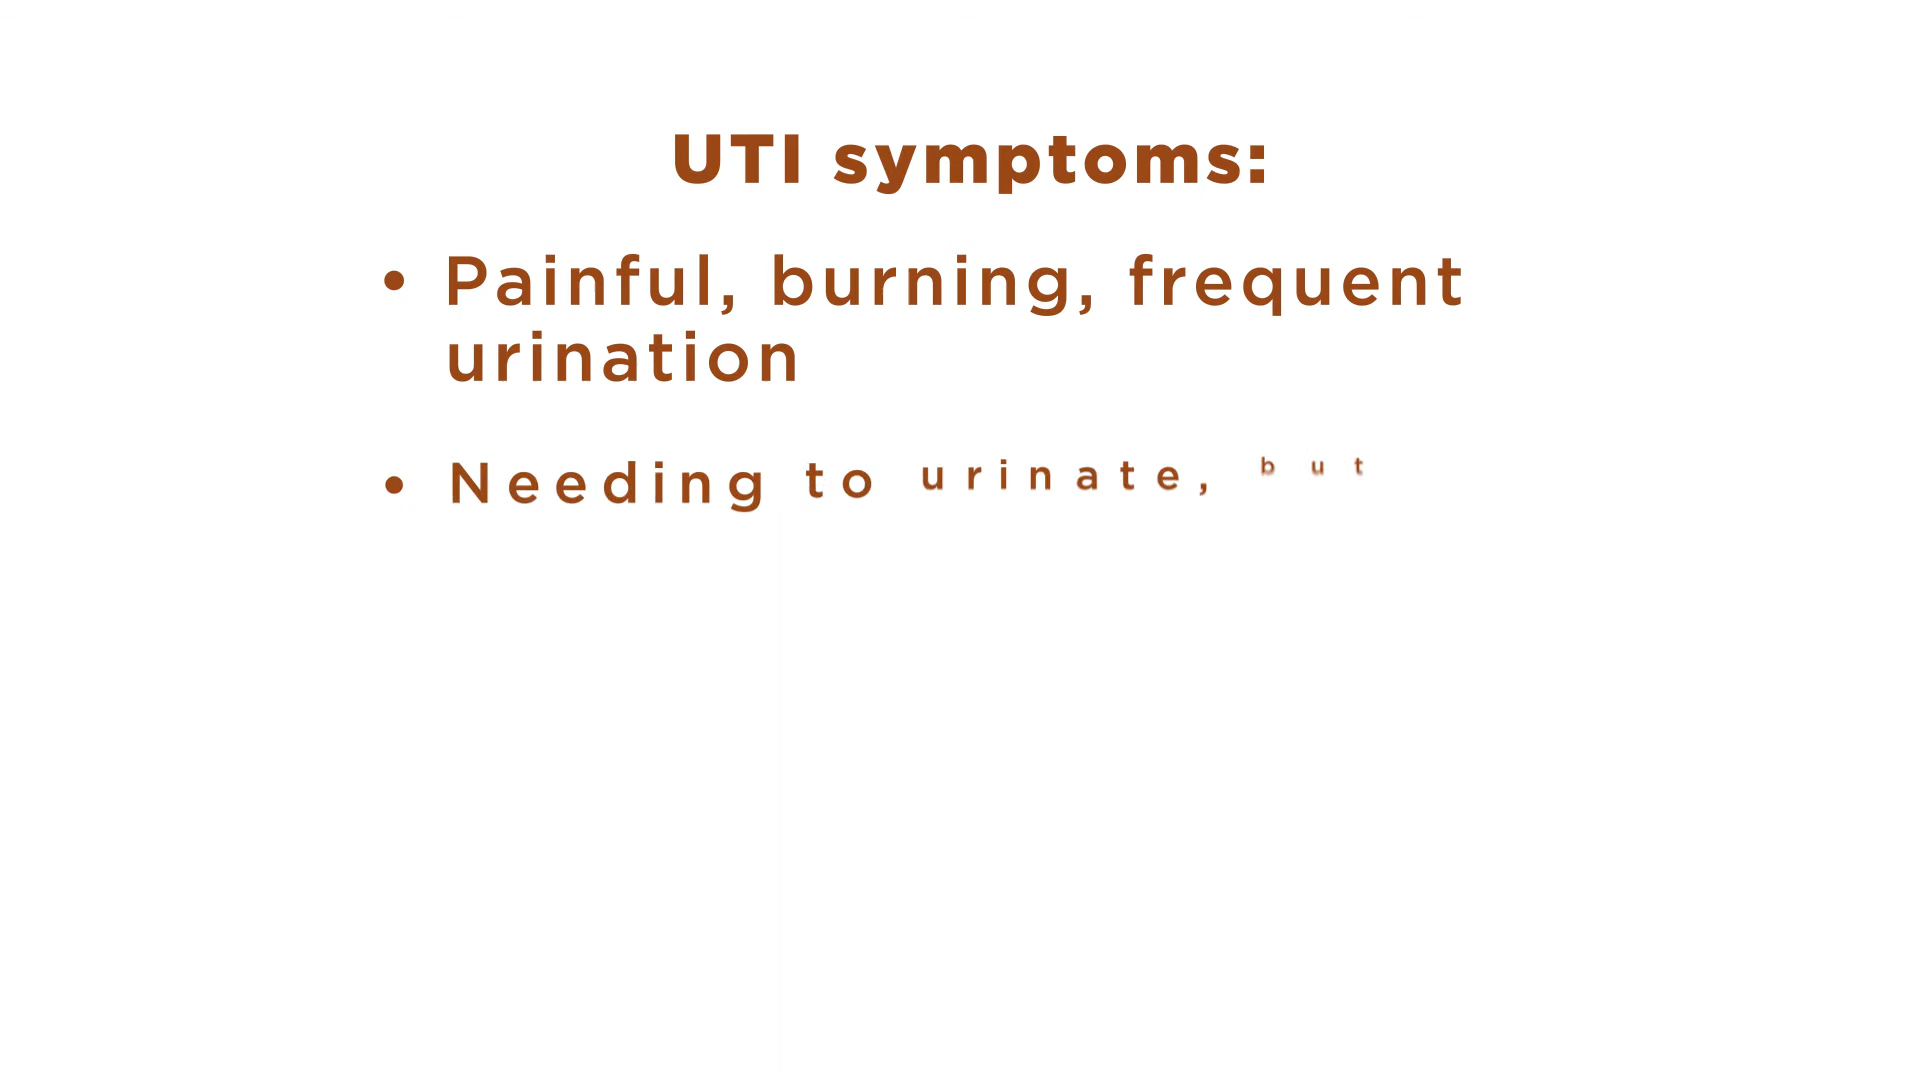 UTI symptoms:
• Painful, burning, frequent
urination
• Needing to urinate, but